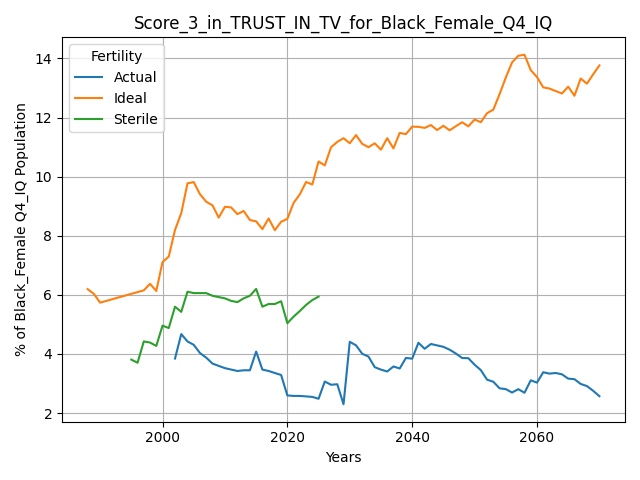 Score_3_in_TRUST_IN_TV_for_Black_Female_Q4_IQ
Fertility
Actual
Ideal
Sterile
% of Black_Female Q4_IQ Population
14
12
10
8
6
4
2
2000 2020 2040 2060
Years